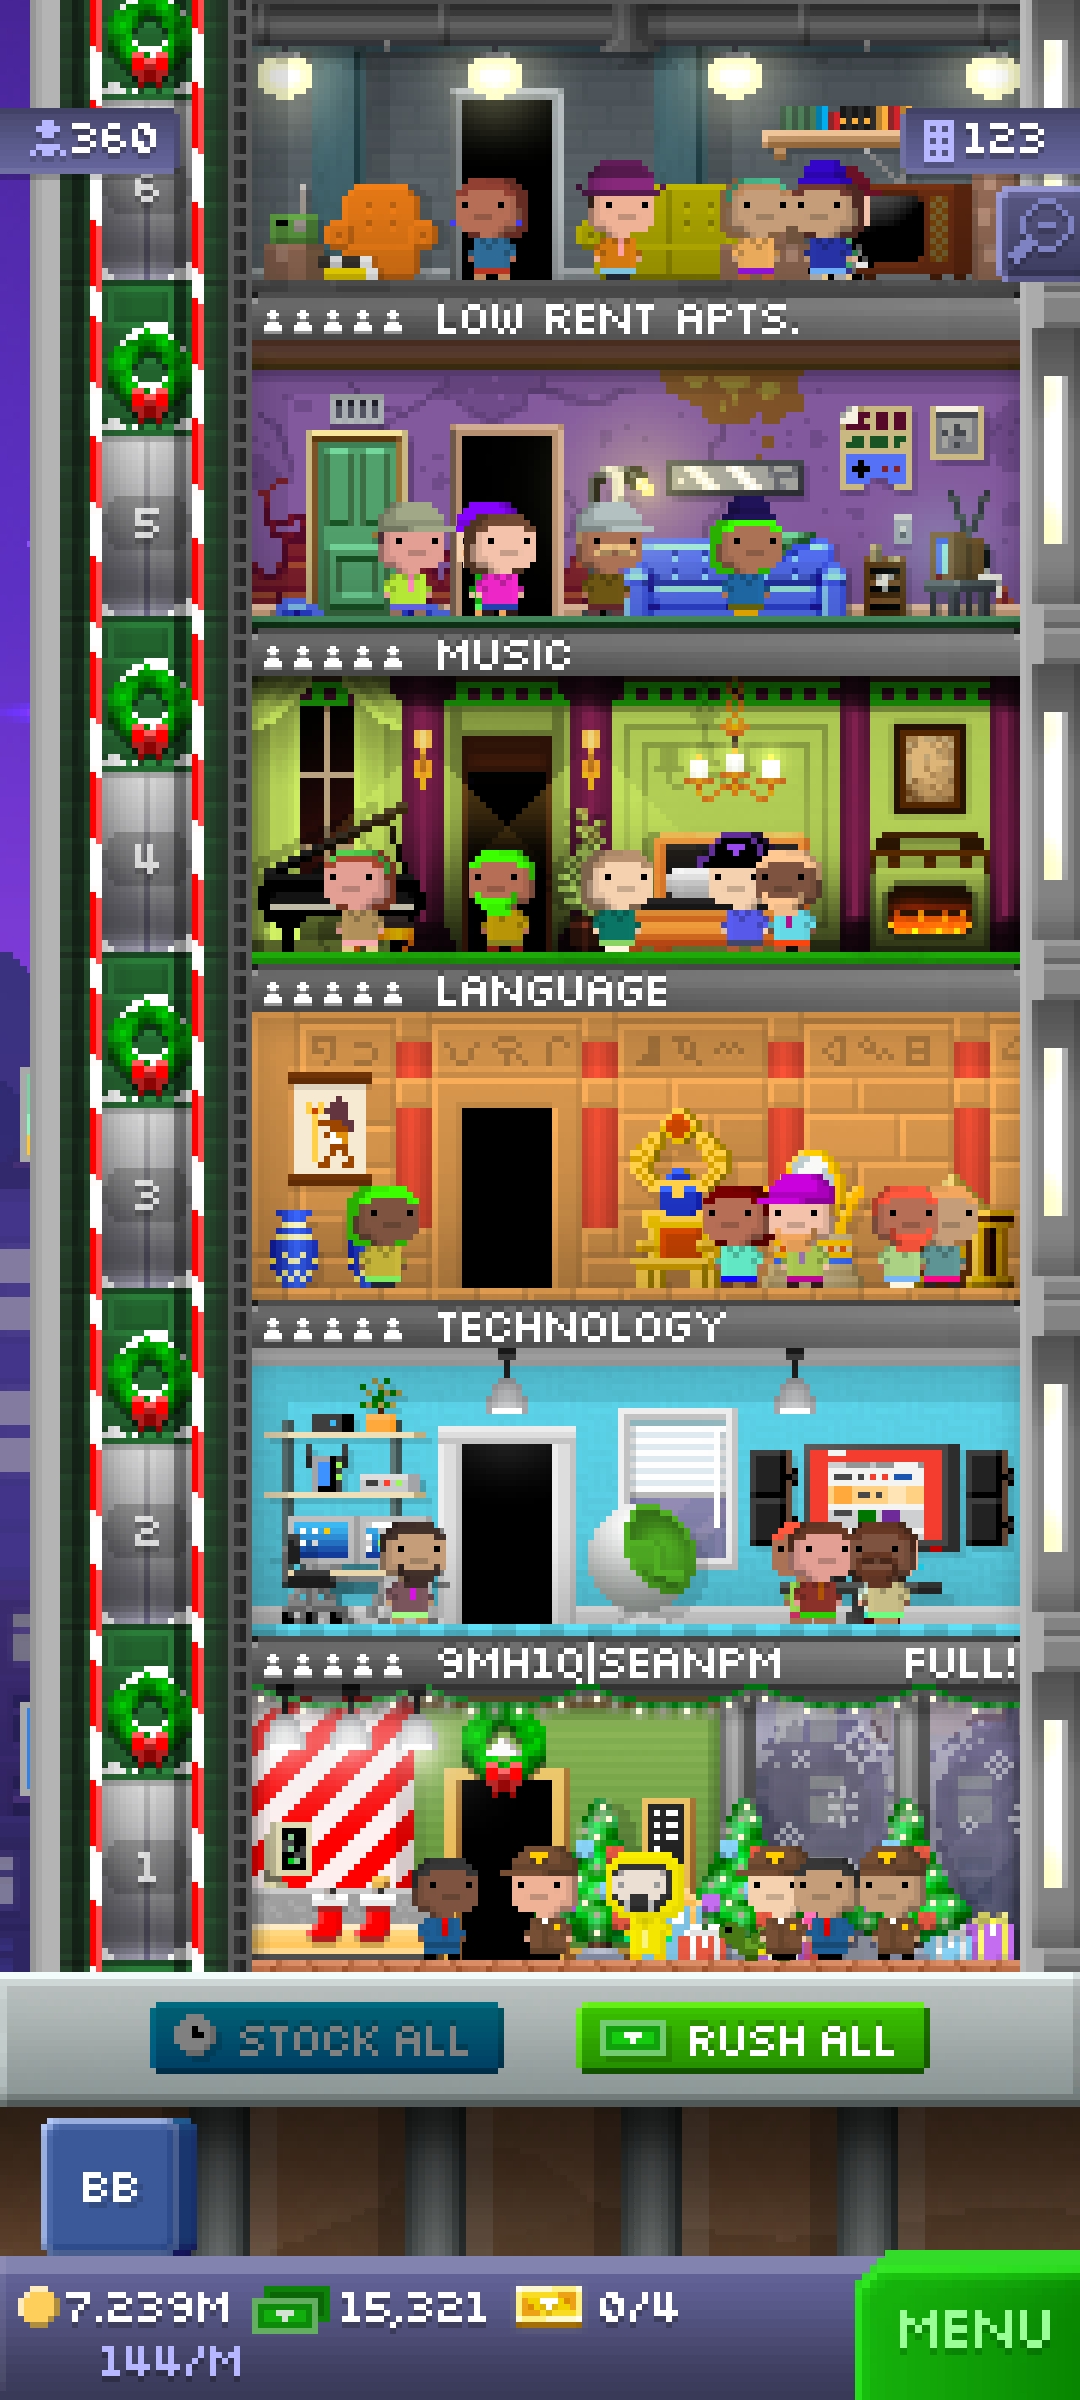 360
123
6
LOW RENT APTS.
5
MUSIC
4
LANGUAGE
3
TECHNOLOGY
2
9MH1Q|SEANPM FULL!
1
STOCK ALL
RUSH ALL
BB
7.239M 15,321 0/4
144/M
MENU